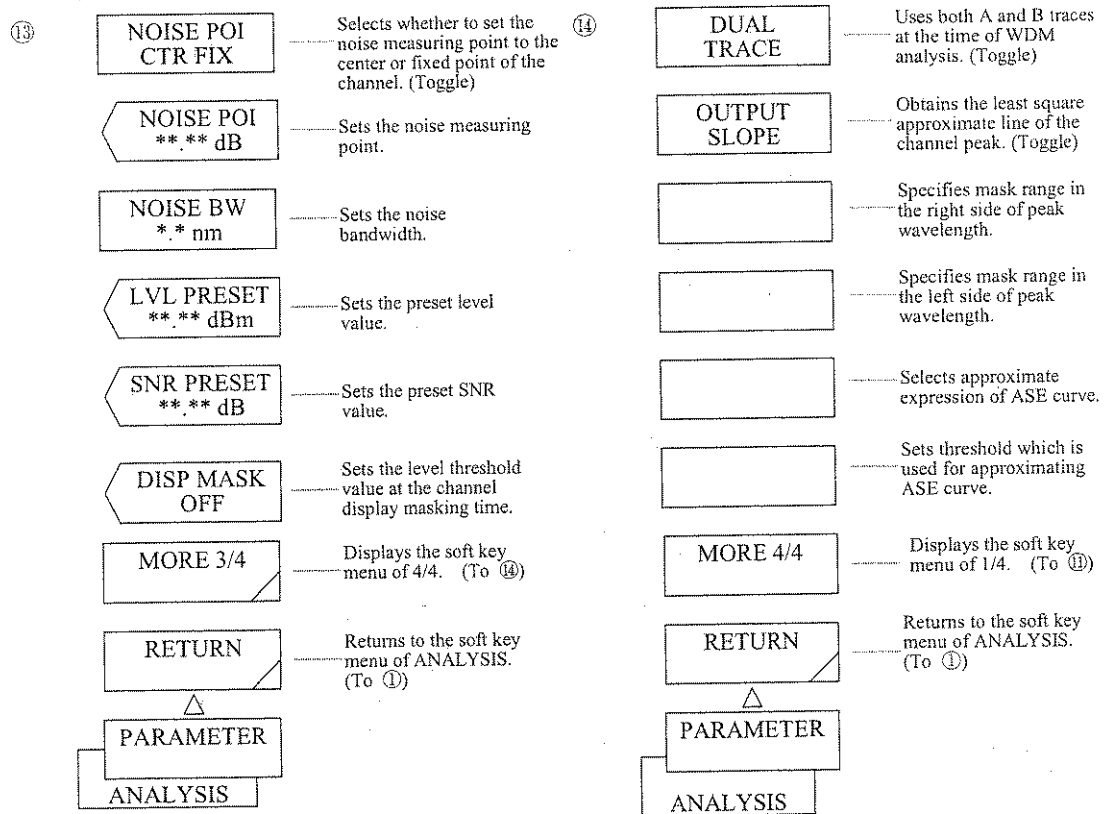 ⑬
NOISE POI
CTR FIX
Selects whether to set the
noise measuring point to the
center or fixed point of the
channel. (Toggle)
NOISE POI
**.** dB
Sets the noise measuring
point.
NOISE BW
*.* nm
Sets the noise
bandwidth.
LVL PRESET
**.** dBm
Sets the preset level
value.
SNR PRESET
**.** dB
Sets the preset SNR
value.
DISP MASK
OFF
Sets the level threshold
value at the channel
display masking time.
MORE 3/4
Displays the soft key
menu of 4/4. (To ⑭)
RETURN
Returns to the soft key
menu of ANALYSIS.
(To ①)
PARAMETER
ANALYSIS
⑭
DUAL
TRACE
Uses both A and B traces
at the time of WDM
analysis. (Toggle)
OUTPUT
SLOPE
Obtains the least square
approximate line of the
channel peak. (Toggle)
Specifies mask range in
the right side of peak
wavelength.
Specifies mask range in
the left side of peak
wavelength.
Selects approximate
expression of ASE curve.
Sets threshold which is
used for approximating
ASE curve.
MORE 4/4
Displays the soft key
menu of 1/4. (To ⑪)
RETURN
Returns to the soft key
menu of ANALYSIS.
(To ①)
PARAMETER
ANALYSIS